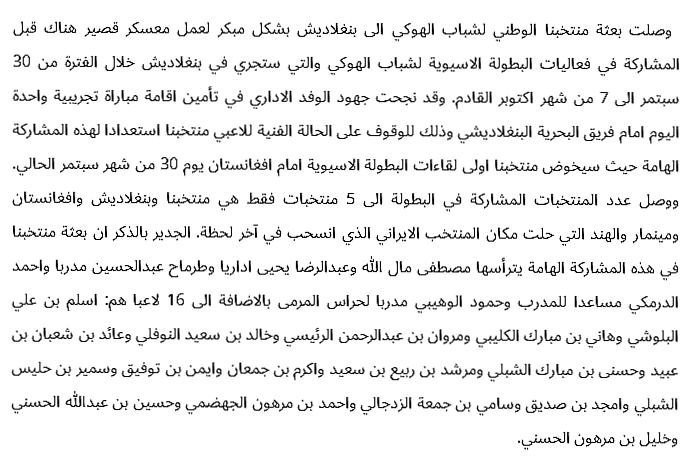 وصلت بعثة منتخبنا الوطني لشباب الهوكي الى بنغلاديش بشكل مبكر لعمل معسكر قصير هناك قبل
المشاركة في فعاليات البطولة الاسيوية لشباب الهوكي والتي ستجري في بنغلاديش خلال الفترة من 30
سبتمر الى 7 من شهر اكتوبر القادم. وقد نجحت جهود الوفد الاداري في تأمين اقامة مباراة تجريبية واحدة
اليوم امام فريق البحرية البنغلاديشي وذلك للوقوف على الحالة الفنية للاعبي منتخبنا استعدادا لهذه المشاركة
الهامة حيث سيخوض منتخبنا اولى لقاءات البطولة الاسيوية امام افغانستان يوم 30 من شهر سبتمر الحالي.
ووصل عدد المنتخبات المشاركة في البطولة الى 5 منتخبات فقط هي منتخبنا وبنغلاديش وافغانستان
ومينمار والهند التي حلت مكان المنتخب الايراني الذي انسحب في آخر لحظة. الجدير بالذكر ان بعثة منتخبنا
في هذه المشاركة الهامة يترأسها مصطفى مال الله وعبدالرضا يحيى اداريا وطرماح عبدالحسين مدربا واحمد
الدرمكي مساعدا للمدرب وحمود الوهيبي مدربا لحراس المرمى بالاضافة الى 16 لاعبا هم: اسلم بن علي
البلوشي وهاني بن مبارك الكليبي ومروان بن عبدالرحمن الرئيسي وخالد بن سعيد النوفلي وعائد بن شعبان بن
عبيد وحسنى بن مبارك الشبلي ومرشد بن ربيع بن سعيد واكرم بن جمعان وايمن بن توفيق وسمير بن حليس
الشبلي وامجد بن صديق وسامي بن جمعة الزدجالي واحمد بن مرهون الجهضمي وحسين بن عبدالله الحسني
وخليل بن مرهون الحسني.